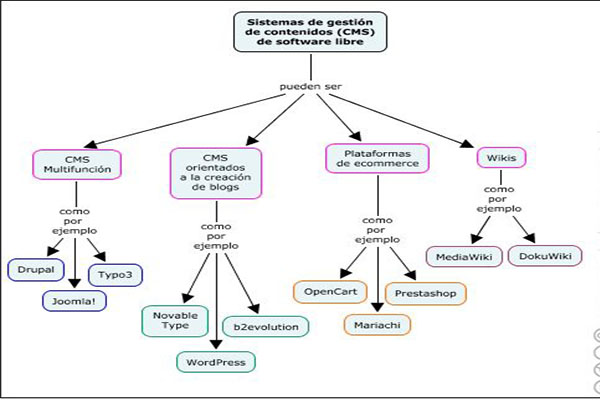 Sistemas de gestión
de contenidos (CMS)
de software libre
pueden ser
CMS
Multifunción
CMS
orientados
a la creación
de blogs
Plataformas
de ecommerce
Wikis
como
por
ejemplo
como
por
ejemplo
como
por
ejemplo
como
por
ejemplo
Drupal
Typo3
Joomla!
Novable
Type
b2evolution
WordPress
OpenCart
Prestashop
Mariachi
MediaWiki
DokuWiki